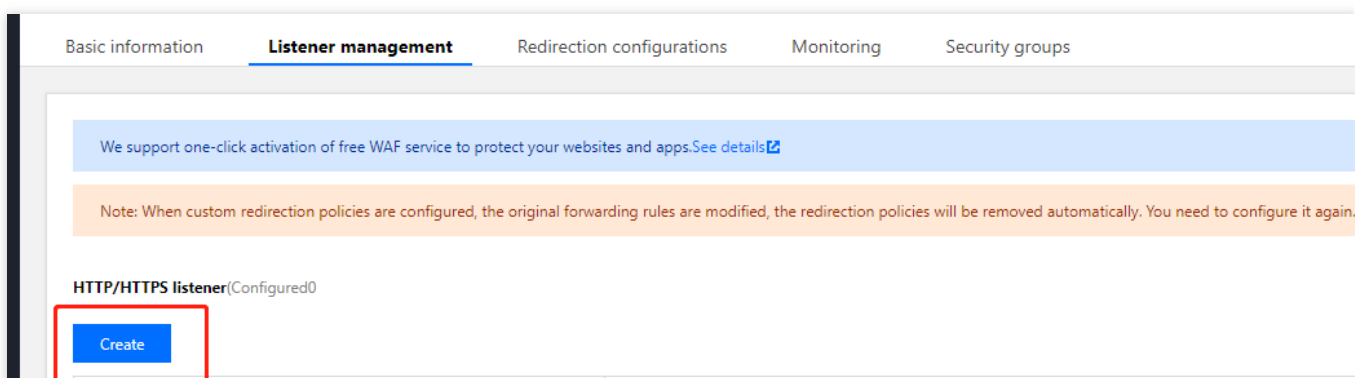 Basic information Listener management Redirection configurations Monitoring Security groups
We support one-click activation of free WAF service to protect your websites and apps.See details
Note: When custom redirection policies are configured, the original forwarding rules are modified, the redirection policies will be removed automatically. You need to configure it again.
HTTP/HTTPS listener(Configured0
Create